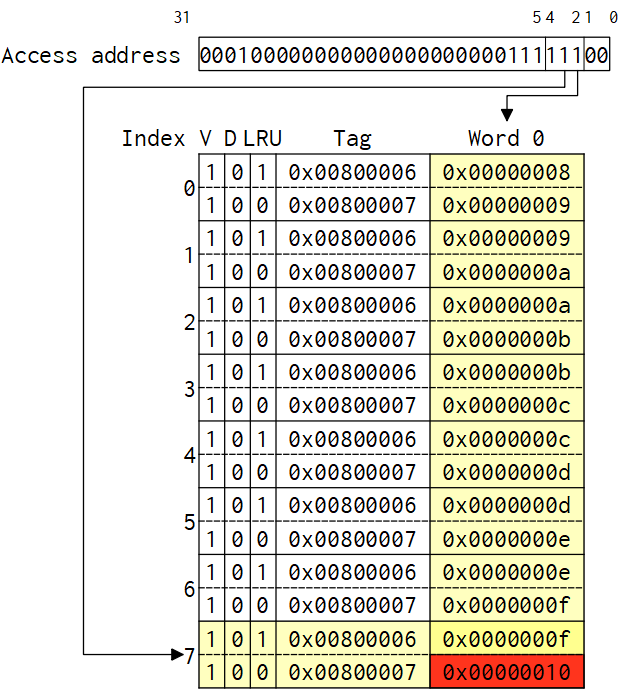 31 5 4 2 1 0
Access address 000100000000000000000000111 111 00
Index V D LRU Tag Word 0
0 1 0 1 0x00800006 0x00000008
1 0 0 0x00800007 0x00000009
1 1 0 1 0x00800006 0x00000009
1 0 0 0x00800007 0x0000000a
2 1 0 1 0x00800006 0x0000000a
1 0 0 0x00800007 0x0000000b
3 1 0 1 0x00800006 0x0000000b
1 0 0 0x00800007 0x0000000c
4 1 0 1 0x00800006 0x0000000c
1 0 0 0x00800007 0x0000000d
5 1 0 1 0x00800006 0x0000000d
1 0 0 0x00800007 0x0000000e
6 1 0 1 0x00800006 0x0000000e
1 0 0 0x00800007 0x0000000f
7 1 0 1 0x00800006 0x0000000f
1 0 0 0x00800007 0x00000010